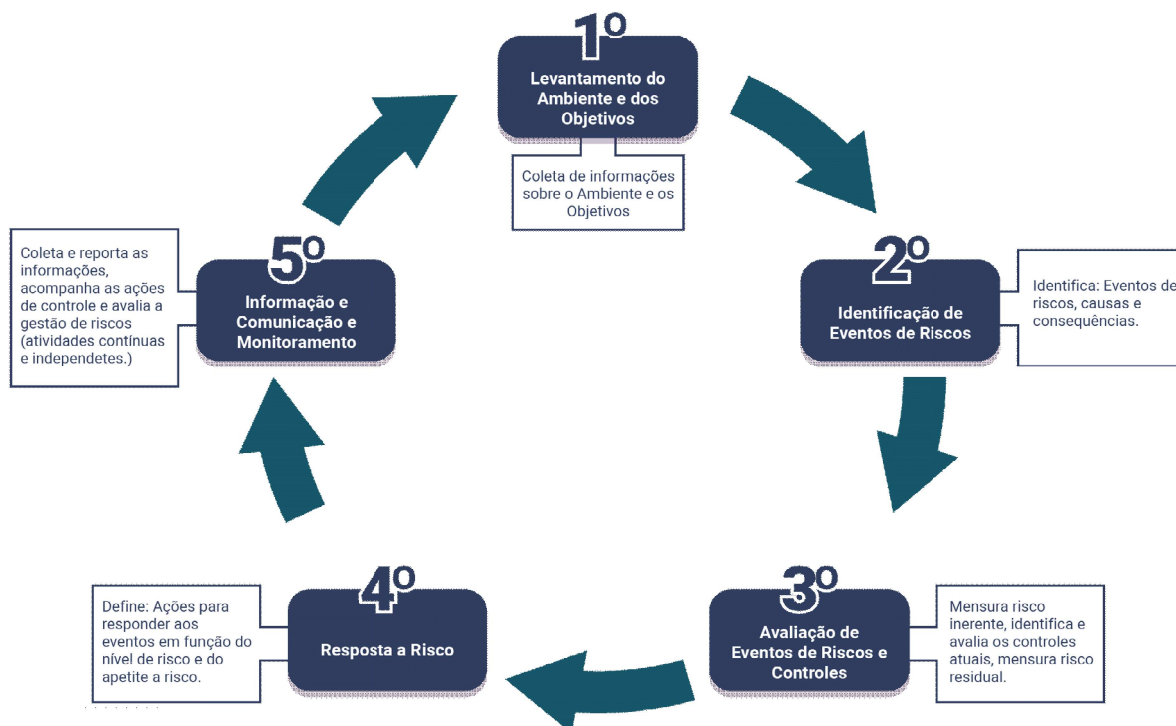 1º
Levantamento do
Ambiente e dos
Objetivos
Coleta de informações
sobre o Ambiente e os
Objetivos
2º
Identificação de
Eventos de Riscos
Identifica: Eventos de
riscos, causas e
consequências.
3º
Avaliação de
Eventos de Riscos e
Controles
Mensura risco
inerente, identifica e
avalia os controles
atuais, mensura risco
residual.
4º
Resposta a Risco
Define: Ações para
responder aos
eventos em função do
nível de risco e do
apetite a risco.
5º
Informação e
Comunicação e
Monitoramento
Coleta e reporta as
informações,
acompanha as ações
de controle e avalia a
gestão de riscos
(atividades contínuas
e independetes.)